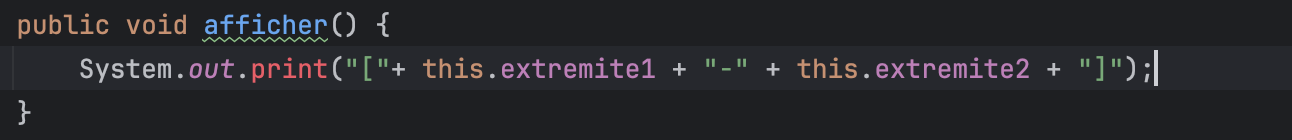 public void afficher() {
    System.out.print("["+ this.extremite1 + "-" + this.extremite2 + "]");
}